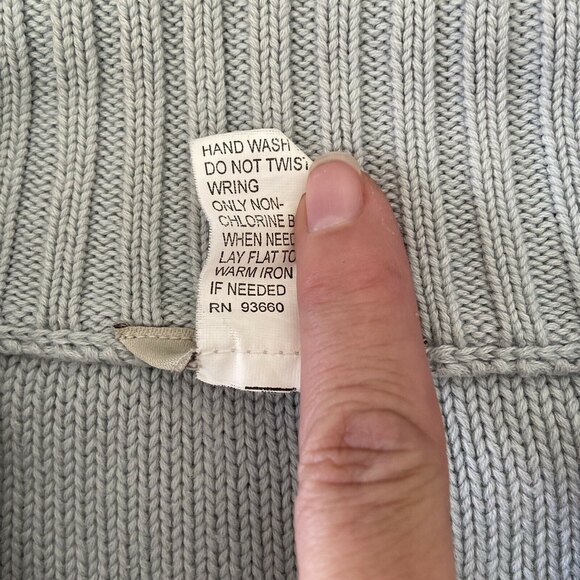 HAND WASH
DO NOT TWIST
WRING
ONLY NON-
CHLORINE B
WHEN NEED
LAY FLAT TO
WARM IRON
IF NEEDED
RN 93660